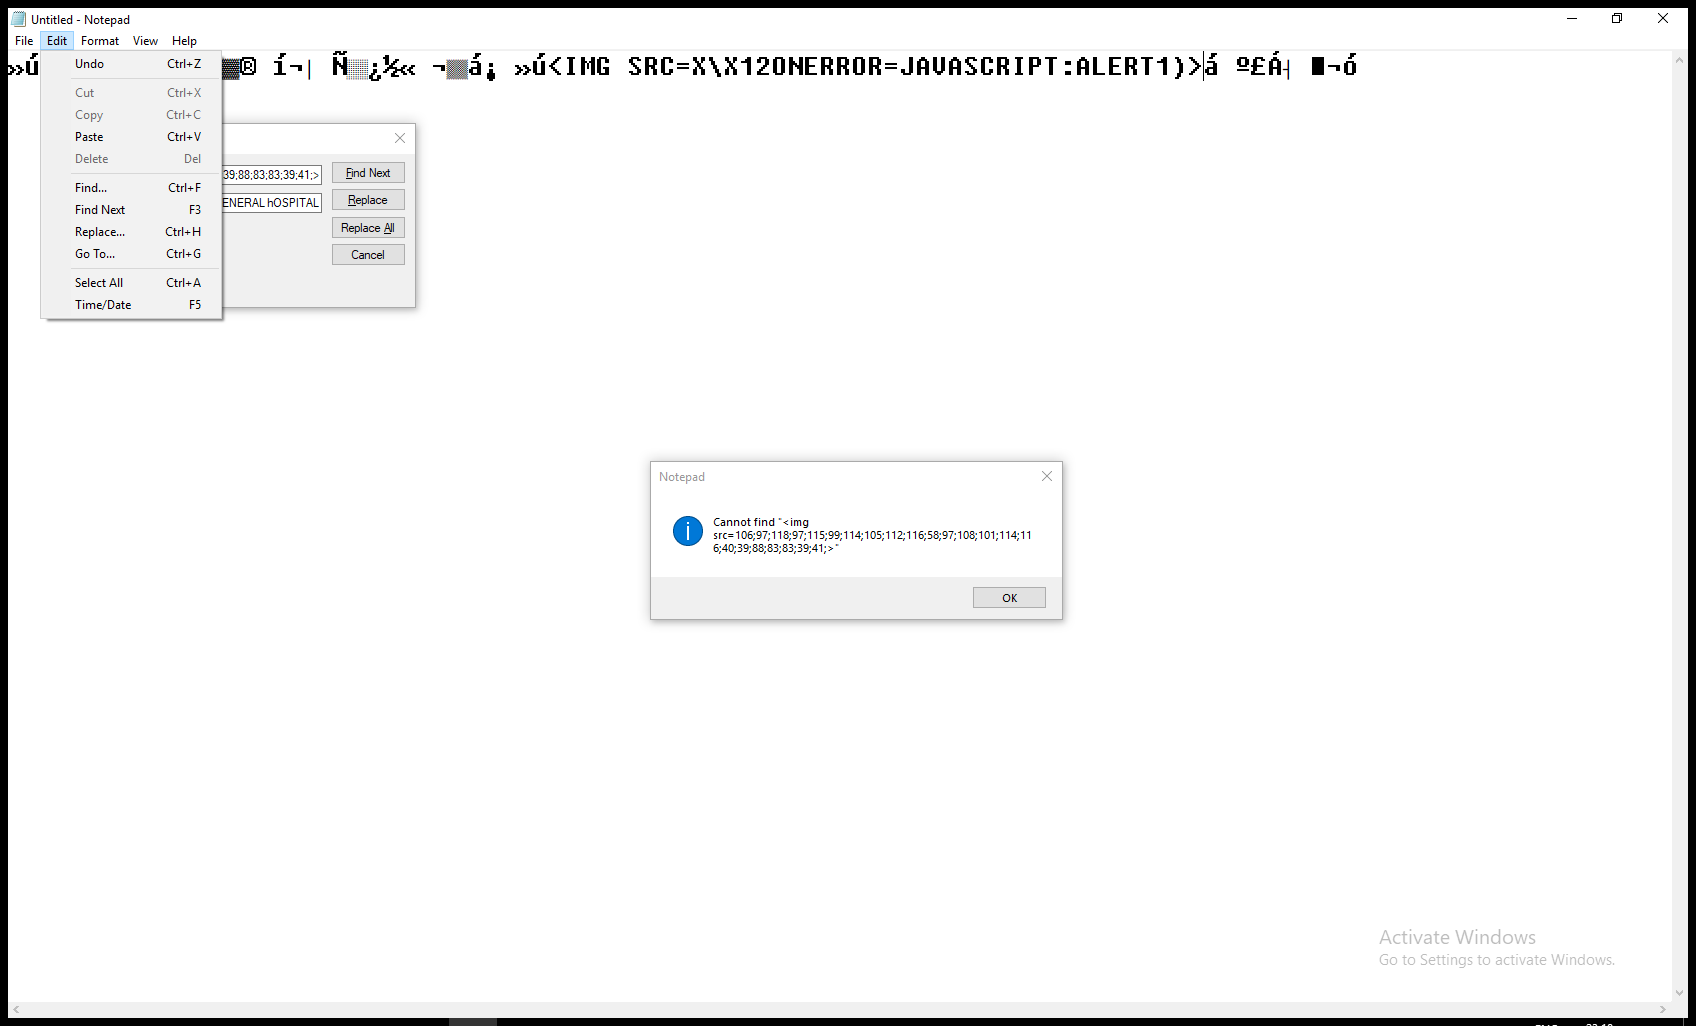 Untitled - Notepad
File Edit Format View Help
»ú ▓® í¬| Ñ▒¿½« ¬▒á¡ »ú<IMG SRC=X\X12ONERROR=JAVASCRIPT:ALERT1)>á º£Á┤ ■¬ó
Undo Ctrl+Z
Cut Ctrl+X
Copy Ctrl+C
Paste Ctrl+V
Delete Del
Find... Ctrl+F
Find Next F3
Replace... Ctrl+H
Go To... Ctrl+G
Select All Ctrl+A
Time/Date F5
39;88;83;83;39;41;>
ENERAL hOSPITAL
Find Next
Replace
Replace All
Cancel
Notepad
Cannot find "<img
src=106;97;118;97;115;99;114;105;112;116;58;97;108;101;114;11
6;40;39;88;83;83;39;41;>"
OK
Activate Windows
Go to Settings to activate Windows.